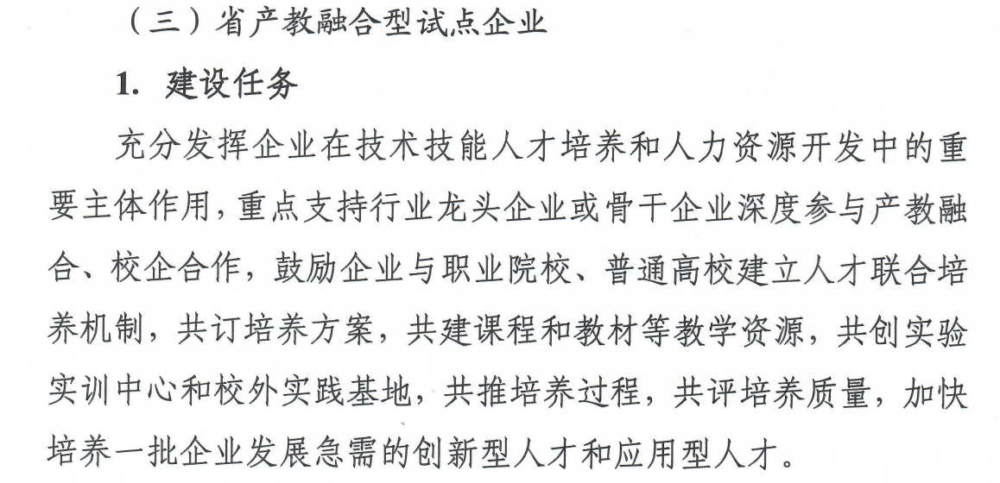 （三）省产教融合型试点企业
1. 建设任务
充分发挥企业在技术技能人才培养和人力资源开发中的重
要主体作用，重点支持行业龙头企业或骨干企业深度参与产教融
合、校企合作，鼓励企业与职业院校、普通高校建立人才联合培
养机制，共订培养方案，共建课程和教材等教学资源，共创实验
实训中心和校外实践基地，共推培养过程，共评培养质量，加快
培养一批企业发展急需的创新型人才和应用型人才。